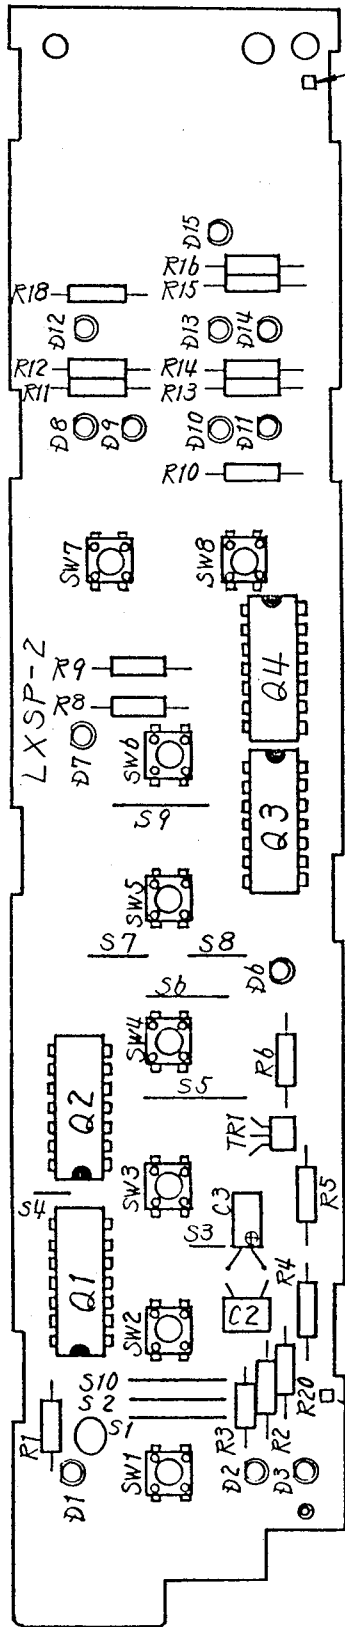 D15
R16
R15
R18
D12
D13
D14
R12
R11
R14
R13
D8
D9
D10
D11
R10
SW7
SW8
LXSP-2
R9
R8
D7
SW6
Q4
S9
Q3
SW5
S7
S8
D6
S6
SW4
R6
S5
Q2
TR1
SW3
R5
S4
C3
S3
Q1
R4
C2
SW2
S10
S2
S1
R1
R3
R2
R20
D1
SW1
D2
D3